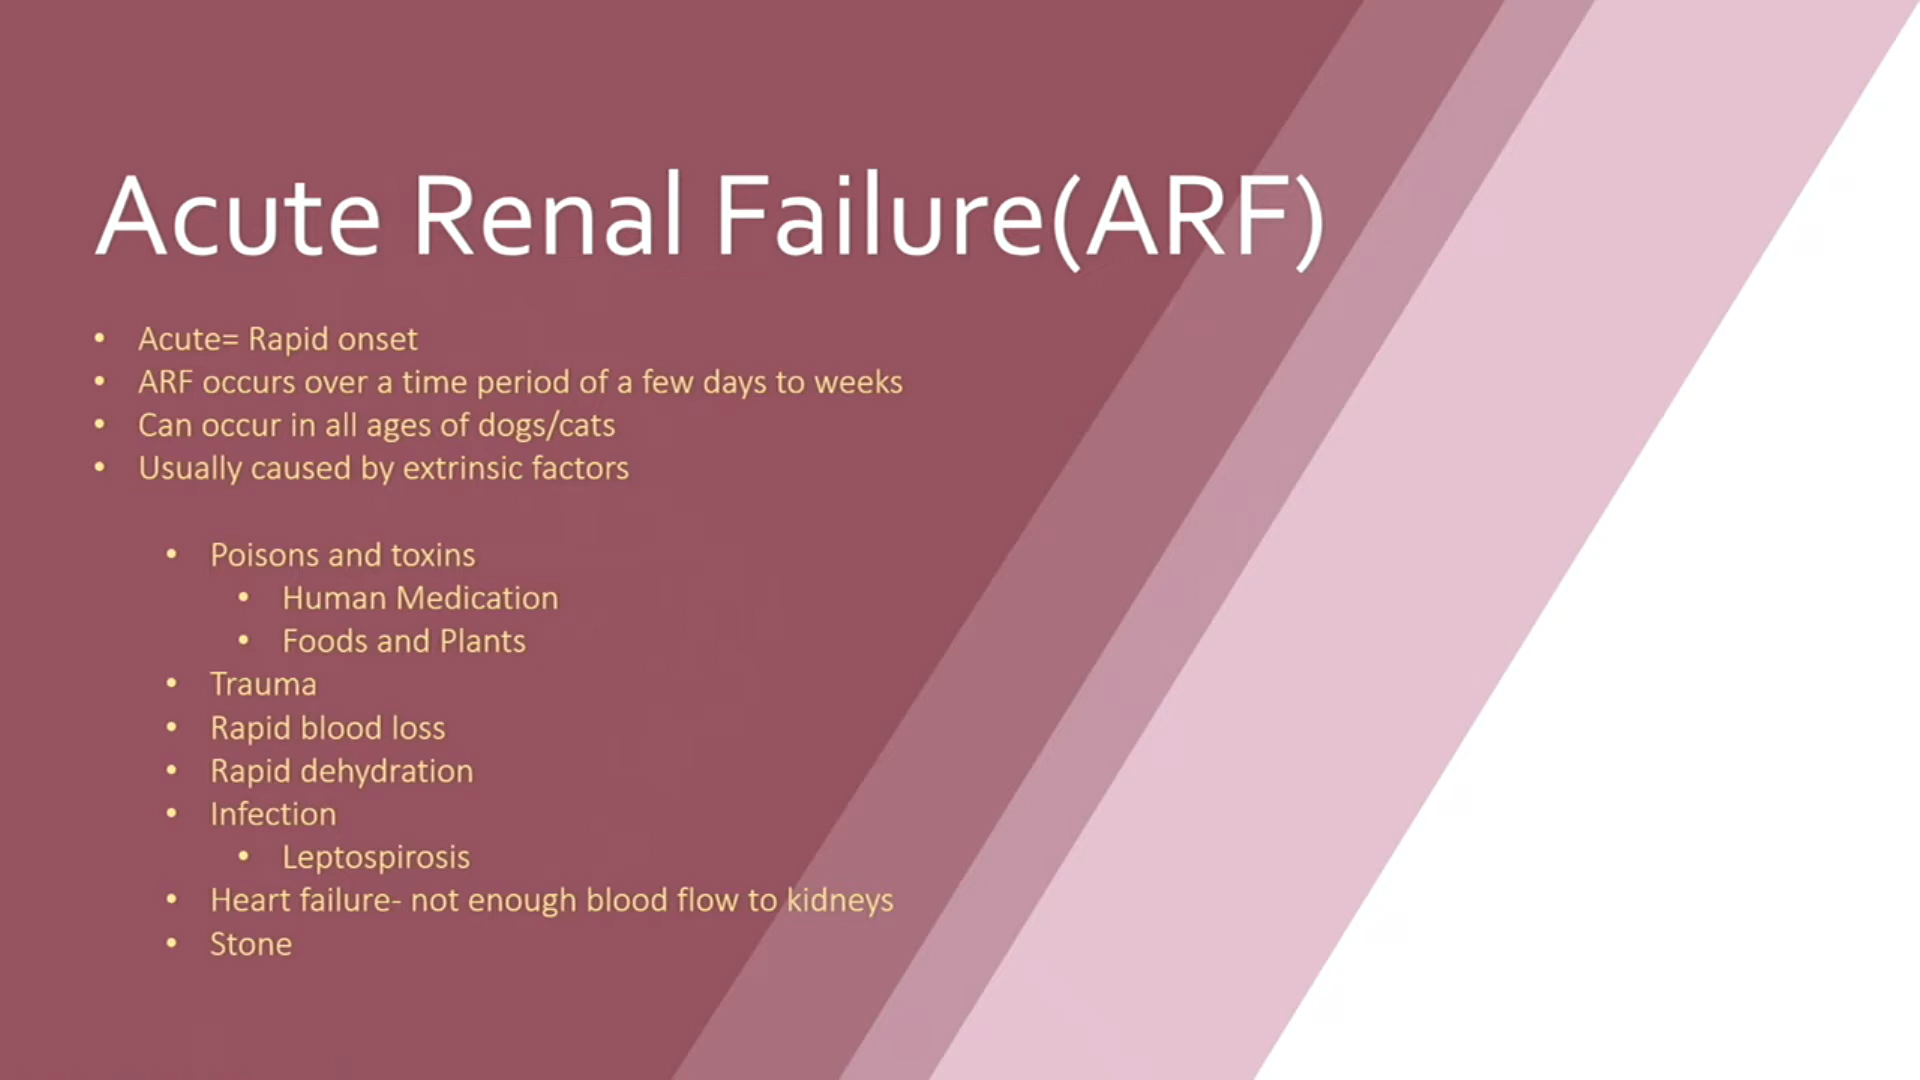 Acute Renal Failure(ARF)
• Acute= Rapid onset
• ARF occurs over a time period of a few days to weeks
• Can occur in all ages of dogs/cats
• Usually caused by extrinsic factors
• Poisons and toxins
• Human Medication
• Foods and Plants
• Trauma
• Rapid blood loss
• Rapid dehydration
• Infection
• Leptospirosis
• Heart failure- not enough blood flow to kidneys
• Stone